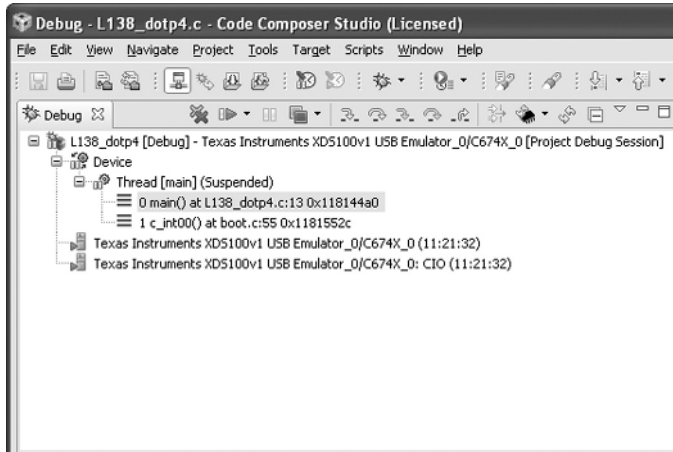 Debug - L138_dotp4.c - Code Composer Studio (Licensed)
File Edit View Navigate Project Tools Target Scripts Window Help
Debug
L138_dotp4 [Debug] - Texas Instruments XDS100v1 USB Emulator_0/C674X_0 [Project Debug Session]
Device
Thread [main] (Suspended)
0 main() at L138_dotp4.c:13 0x118144a0
1 c_int00() at boot.c:55 0x1181552c
Texas Instruments XDS100v1 USB Emulator_0/C674X_0 (11:21:32)
Texas Instruments XDS100v1 USB Emulator_0/C674X_0: CIO (11:21:32)